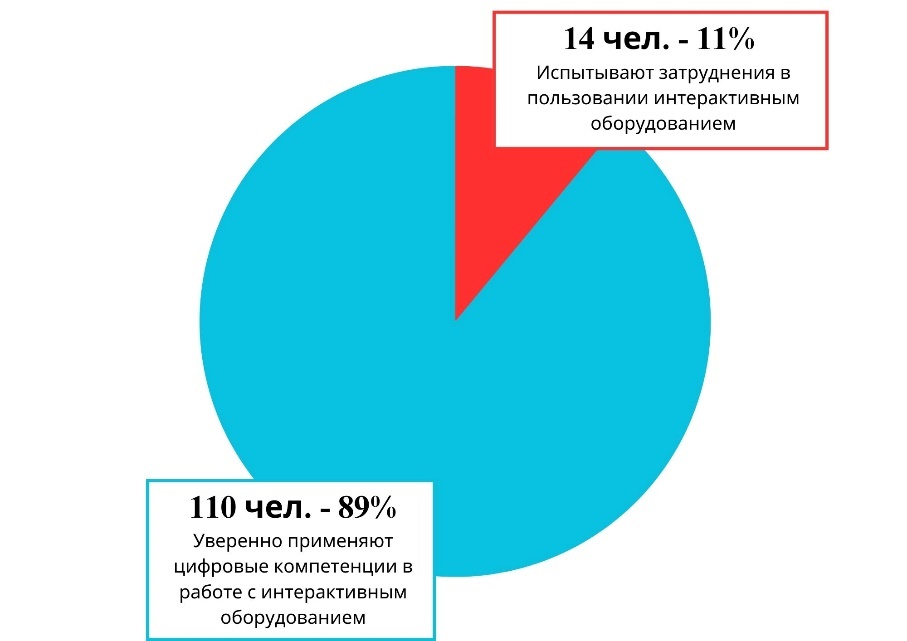 14 чел. - 11%
Испытывают затруднения в
пользовании интерактивным
оборудованием
110 чел. - 89%
Уверенно применяют
цифровые компетенции в
работе с интерактивным
оборудованием